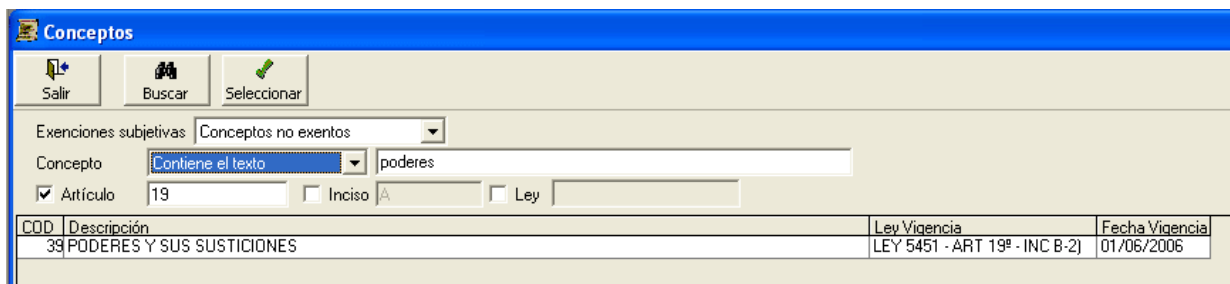 Conceptos
Salir Buscar Seleccionar
Exenciones subjetivas Conceptos no exentos
Concepto Contiene el texto poderes
Artículo 19 Inciso A Ley
COD Descripción Ley Vigencia Fecha Vigencia
39 PODERES Y SUS SUSTICIONES LEY 5451 - ART 19º - INC B-2) 01/06/2006